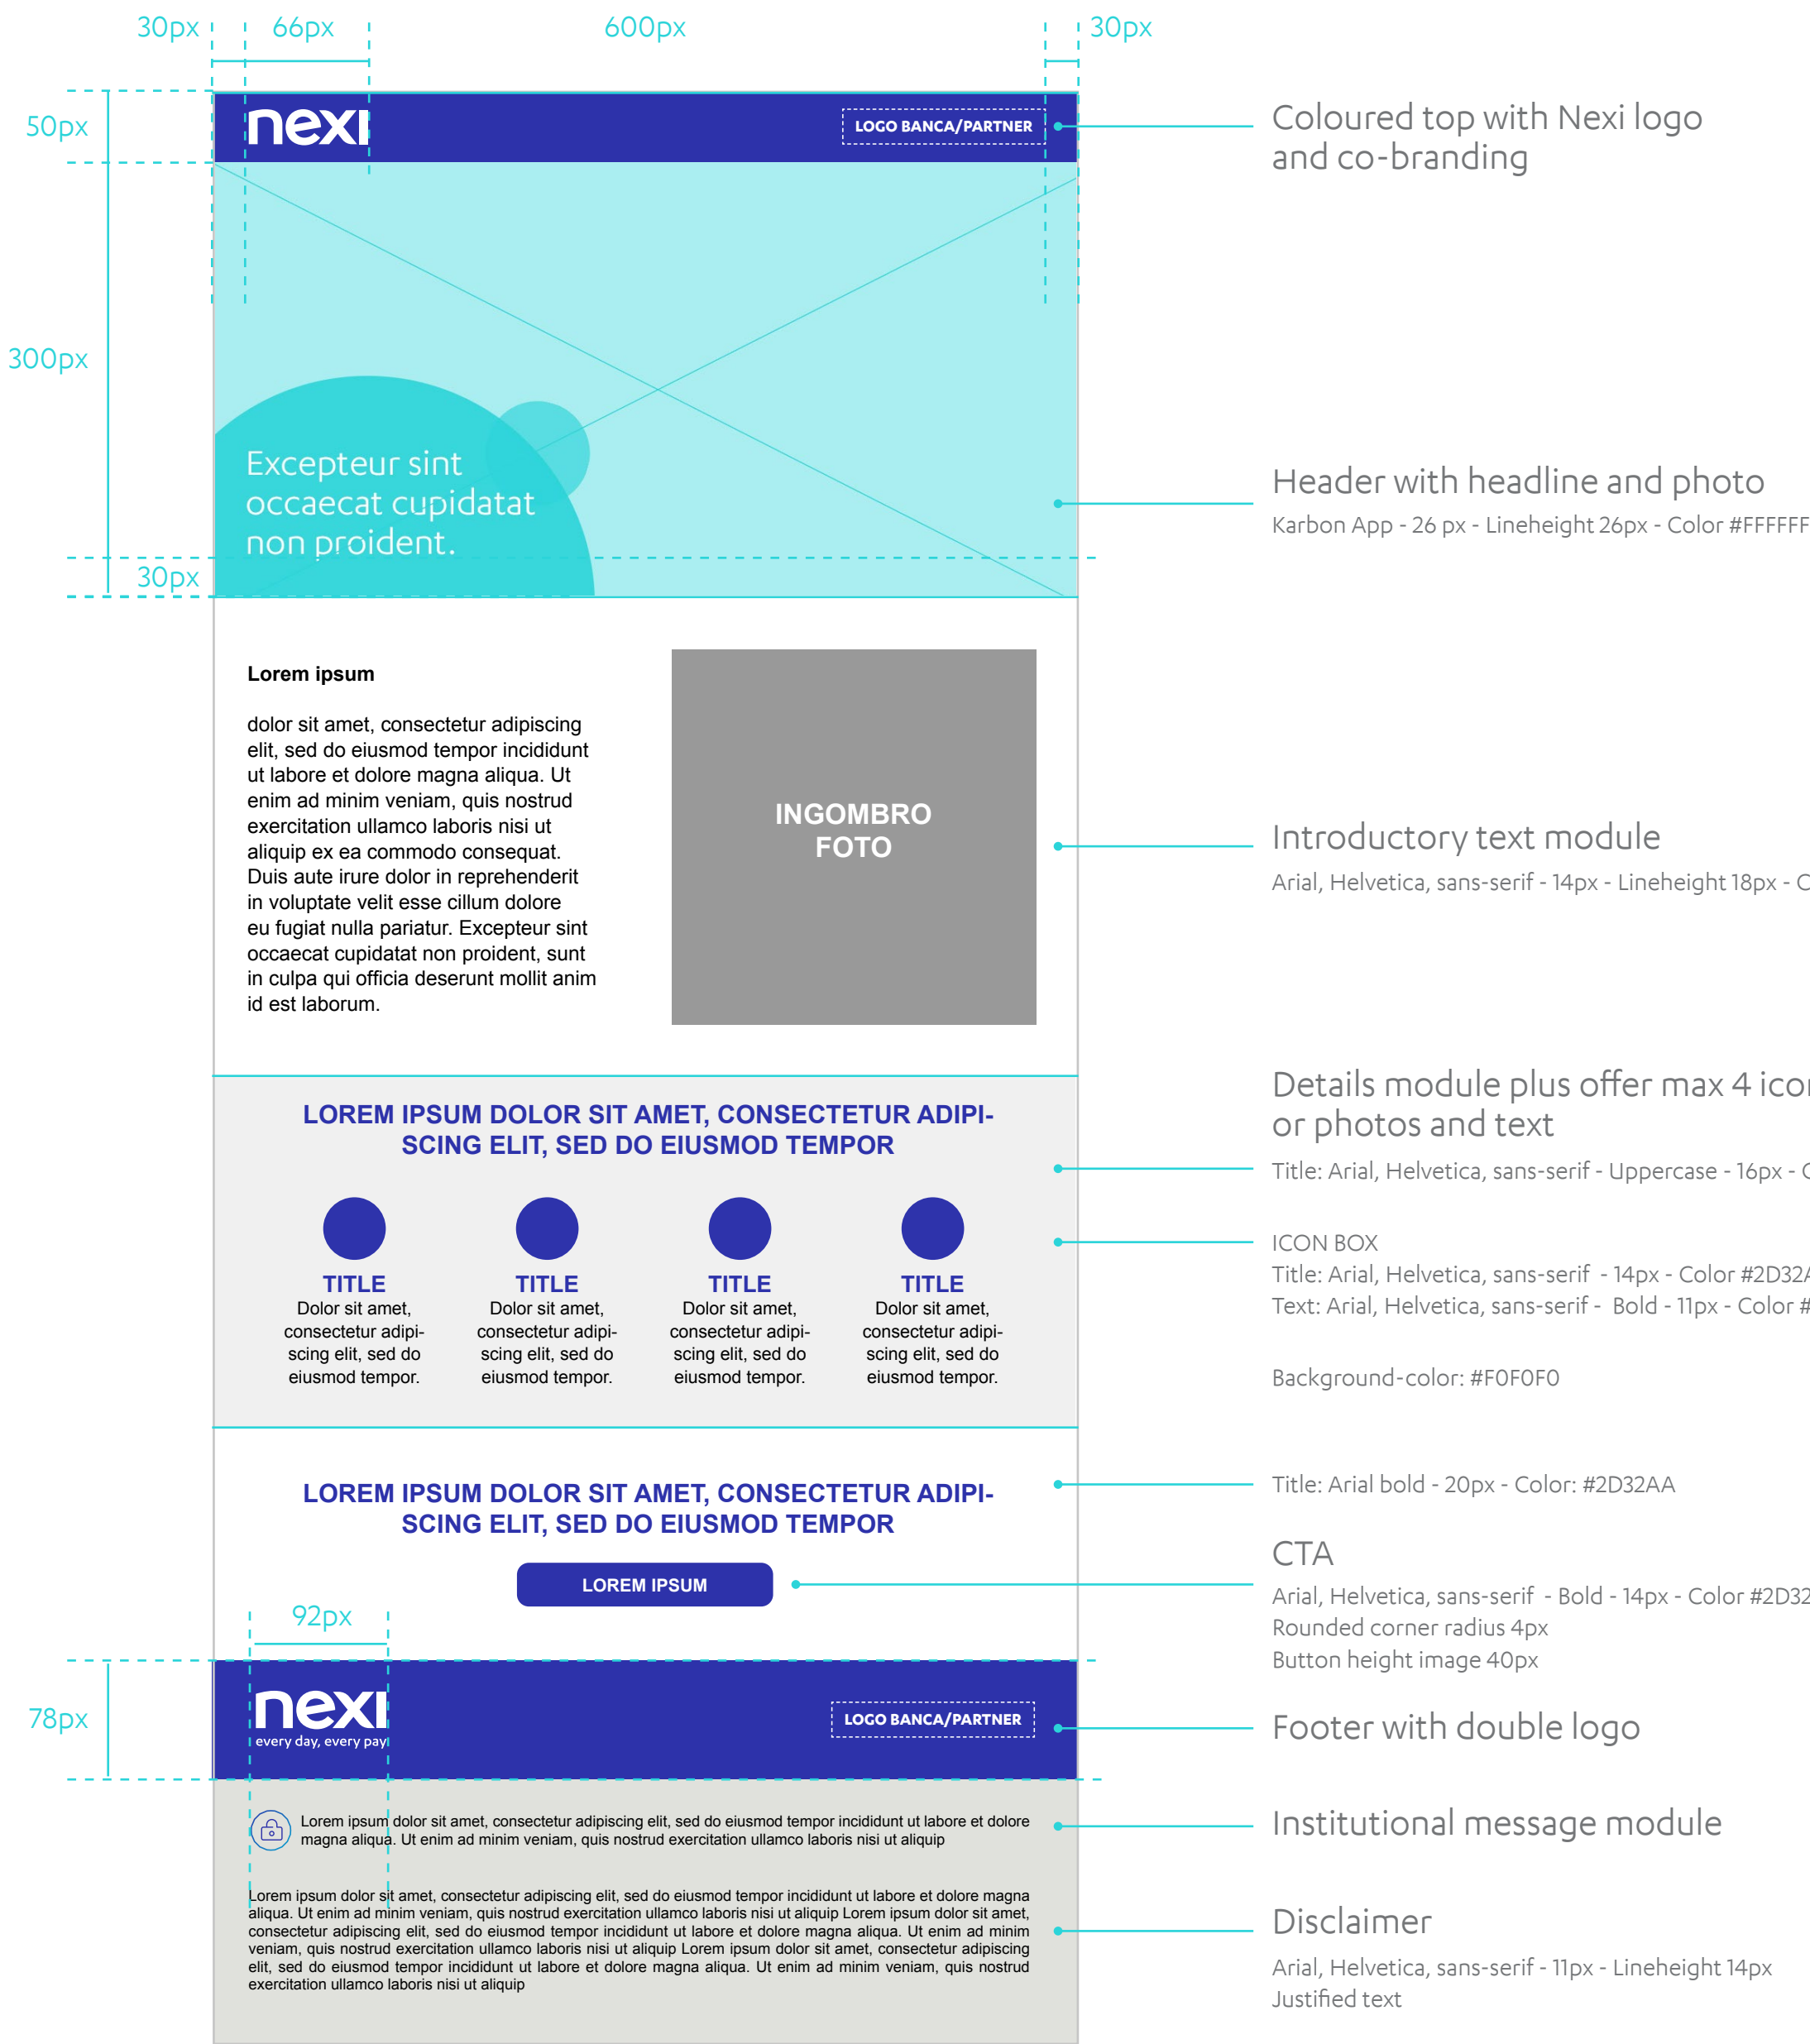 30px
66px
600px
30px
50px
nexi
LOGO BANCA/PARTNER
Coloured top with Nexi logo
and co-branding
300px
Excepteur sint
occaecat cupidatat
non proident.
30px
Header with headline and photo
Karbon App - 26 px - Lineheight 26px - Color #FFFFFF
Lorem ipsum
dolor sit amet, consectetur adipiscing
elit, sed do eiusmod tempor incididunt
ut labore et dolore magna aliqua. Ut
enim ad minim veniam, quis nostrud
exercitation ullamco laboris nisi ut
aliquip ex ea commodo consequat.
Duis aute irure dolor in reprehenderit
in voluptate velit esse cillum dolore
eu fugiat nulla pariatur. Excepteur sint
occaecat cupidatat non proident, sunt
in culpa qui officia deserunt mollit anim
id est laborum.
INGOMBRO
FOTO
Introductory text module
Arial, Helvetica, sans-serif - 14px - Lineheight 18px -
LOREM IPSUM DOLOR SIT AMET, CONSECTETUR ADIPI-
SCING ELIT, SED DO EIUSMOD TEMPOR
Details module plus offer max 4
or photos and text
Title: Arial, Helvetica, sans-serif - Uppercase - 16px -
TITLE
Dolor sit amet,
consectetur adipi-
scing elit, sed do
eiusmod tempor.
TITLE
Dolor sit amet,
consectetur adipi-
scing elit, sed do
eiusmod tempor.
TITLE
Dolor sit amet,
consectetur adipi-
scing elit, sed do
eiusmod tempor.
TITLE
Dolor sit amet,
consectetur adipi-
scing elit, sed do
eiusmod tempor.
ICON BOX
Title: Arial, Helvetica, sans-serif - 14px - Color
Text: Arial, Helvetica, sans-serif - Bold - 11px - Color
Background-color: #F0F0F0
LOREM IPSUM DOLOR SIT AMET, CONSECTETUR ADIPI-
SCING ELIT, SED DO EIUSMOD TEMPOR
Title: Arial bold - 20px - Color: #2D32AA
LOREM IPSUM
CTA
Arial, Helvetica, sans-serif - Bold - 14px - Color
Rounded corner radius 4px
Button height image 40px
92px
78px
nexi
every day, every pay
LOGO BANCA/PARTNER
Footer with double logo
Lorem ipsum dolor sit amet, consectetur adipiscing elit, sed do eiusmod tempor incididunt ut labore et dolore
magna aliqua. Ut enim ad minim veniam, quis nostrud exercitation ullamco laboris nisi ut aliquip
Institutional message module
Lorem ipsum dolor sit amet, consectetur adipiscing elit, sed do eiusmod tempor incididunt ut labore et dolore magna
aliqua. Ut enim ad minim veniam, quis nostrud exercitation ullamco laboris nisi ut aliquip Lorem ipsum dolor sit amet,
consectetur adipiscing elit, sed do eiusmod tempor incididunt ut labore et dolore magna aliqua. Ut enim ad minim
veniam, quis nostrud exercitation ullamco laboris nisi ut aliquip Lorem ipsum dolor sit amet, consectetur adipiscing
elit, sed do eiusmod tempor incididunt ut labore et dolore magna aliqua. Ut enim ad minim veniam, quis nostrud
exercitation ullamco laboris nisi ut aliquip
Disclaimer
Arial, Helvetica, sans-serif - 11px - Lineheight 14px
Justified text